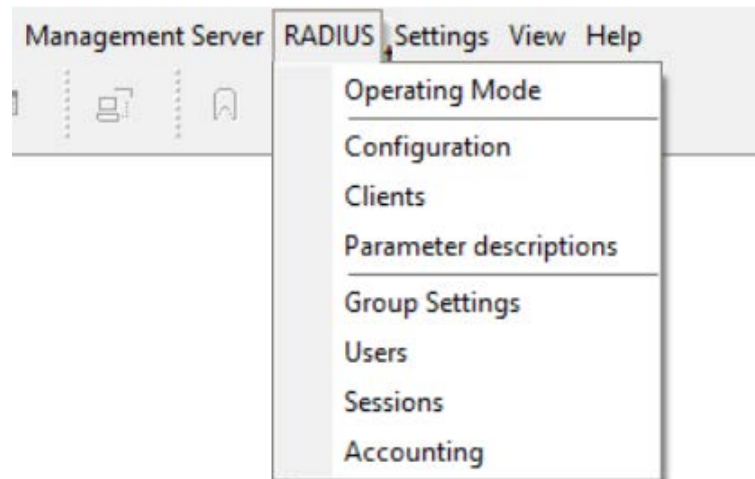 Management Server RADIUS Settings View Help
Operating Mode
Configuration
Clients
Parameter descriptions
Group Settings
Users
Sessions
Accounting